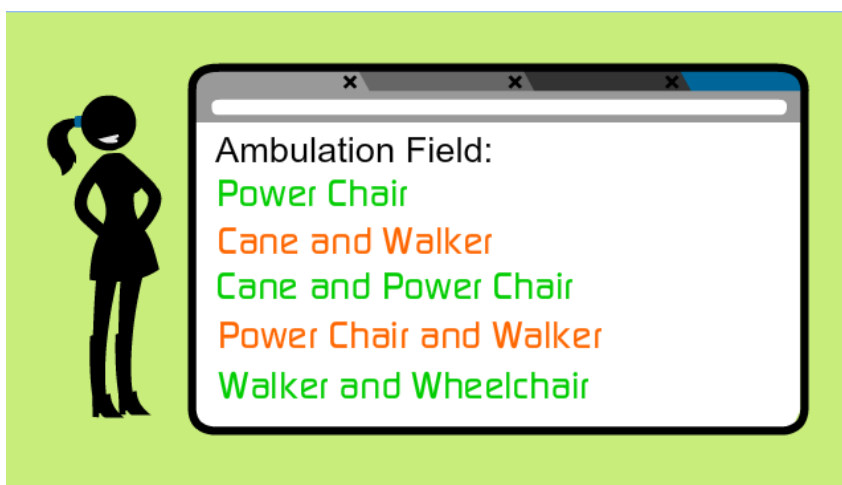 Ambulation Field:
Power Chair
Cane and Walker
Cane and Power Chair
Power Chair and Walker
Walker and Wheelchair